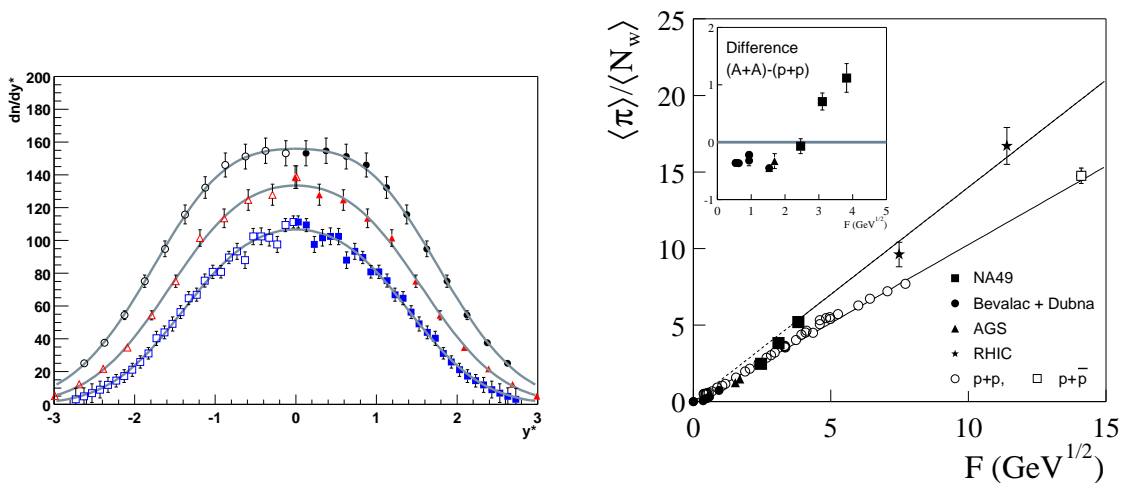 dn/dy*
200
180
160
140
120
100
80
60
40
20
0
-3 -2 -1 0 1 2 3
y*
⟨π⟩/⟨N_w⟩
25
20
15
10
5
0
2
1
0
-1
Difference
(A+A)-(p+p)
0 1 2 3 4 5
F (GeV^{1/2})
NA49
Bevalac + Dubna
AGS
RHIC
p+p, p+p̅
0 5 10 15
F (GeV^{1/2})